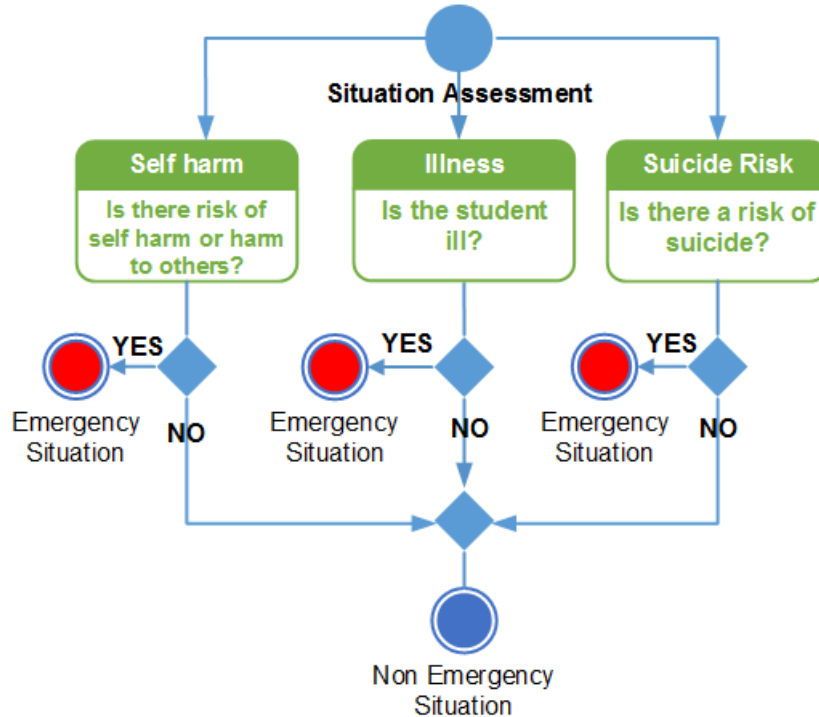 Situation Assessment
Self harm
Is there risk of
self harm or harm
to others?
Illness
Is the student
ill?
Suicide Risk
Is there a risk of
suicide?
YES
Emergency
Situation
NO
YES
Emergency
Situation
NO
YES
Emergency
Situation
NO
Non Emergency
Situation